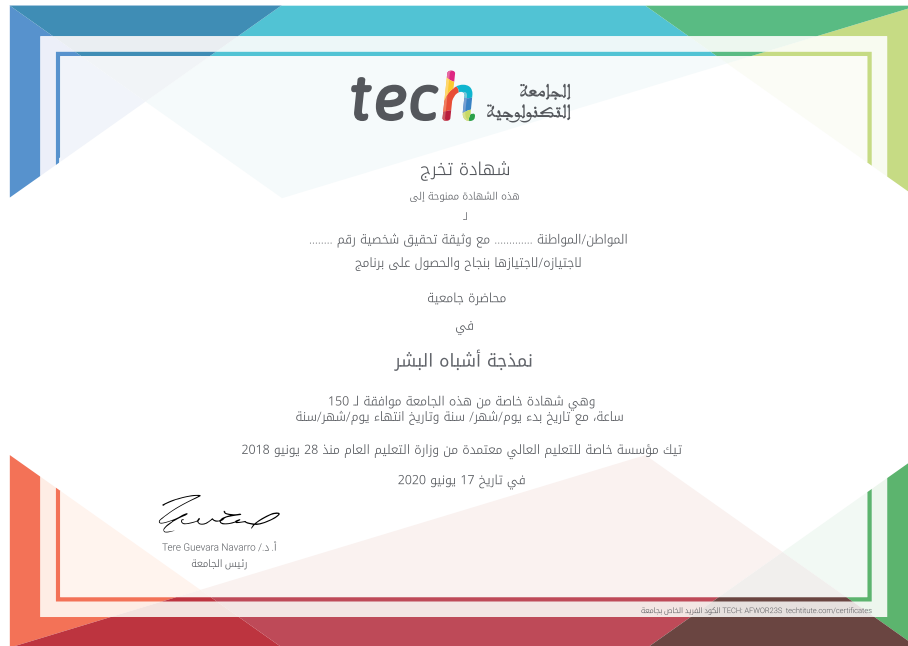 tech الجامعة
التكنولوجية
شهادة تخرج
هذه الشهادة ممنوحة إلى
لـ
المواطن/المواطنة ............. مع وثيقة تحقيق شخصية رقم ........
لاجتيازه/لاجتيازها بنجاح والحصول على برنامج
محاضرة جامعية
في
نمذجة أشباه البشر
وهي شهادة خاصة من هذه الجامعة موافقة لـ 150
ساعة، مع تاريخ بدء يوم/شهر/ سنة وتاريخ انتهاء يوم/شهر/سنة
تيك مؤسسة خاصة للتعليم العالي معتمدة من وزارة التعليم العام منذ 28 يونيو 2018
في تاريخ 17 يونيو 2020
أ. د./ Tere Guevara Navarro
رئيس الجامعة
الكود الفريد الخاص بجامعة TECH: AFWOR23S techtitute.com/certificates